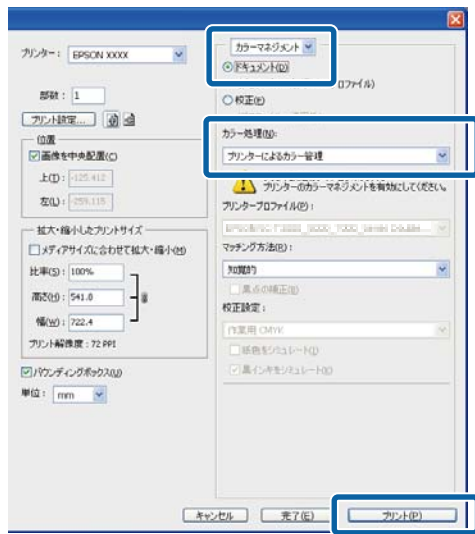 プリンター： EPSON XXXX
部数： 1
プリント設定...
位置
画像を中央配置(C)
上(T)： -125.412
左(L)： -259.115
拡大・縮小したプリントサイズ
メディアサイズに合わせて拡大・縮小(M)
比率(S)： 100%
高さ(H)： 541.8
幅(W)： 722.4
プリント解像度：72 PPI
バウンディングボックス(U)
単位： mm
カラーマネジメント
ドキュメント(D)
ロファイル)
校正(E)
カラー処理(N)：
プリンターによるカラー管理
プリンターのカラーマネジメントを有効にしてください。
プリンタープロファイル(P)：
マッチング方法(R)：
知覚的
黒点の補正(B)
校正設定：
作業用 CMYK
紙色をシミュレート(I)
黒インキをシミュレート(K)
キャンセル
完了(E)
プリント(P)